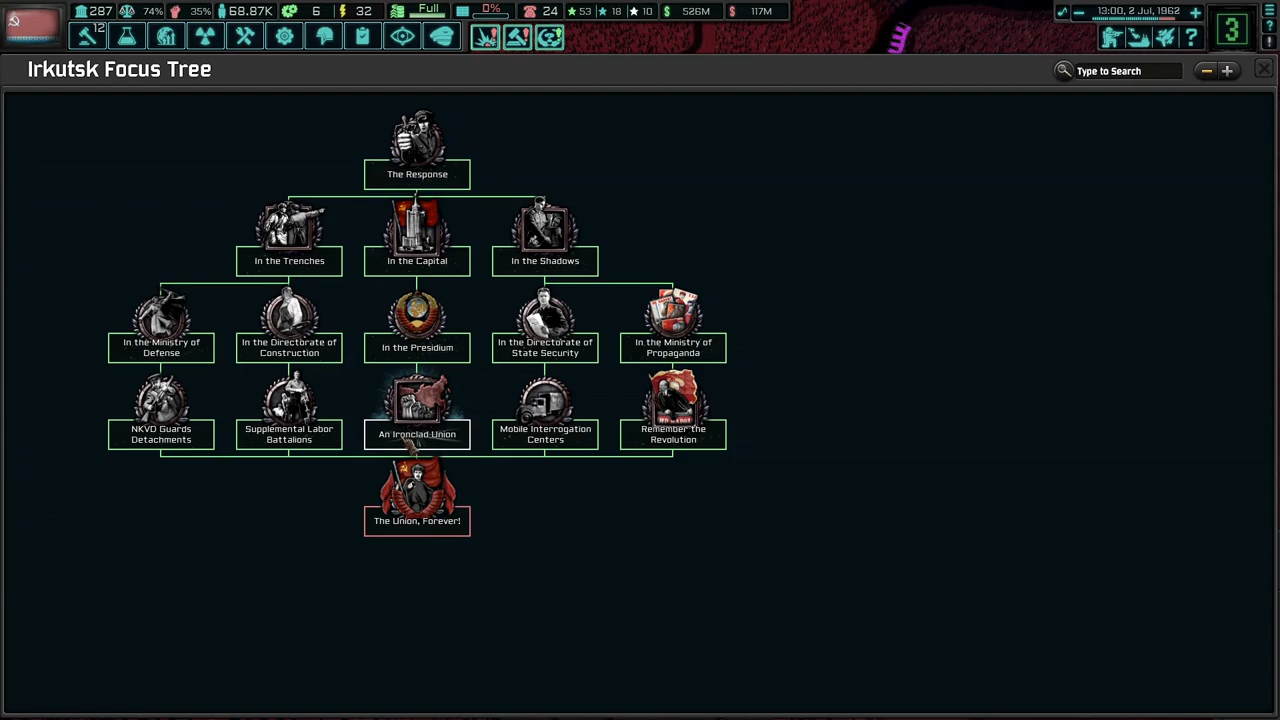 287 74% 35% 68.87K 6 32 Full 0% 24 53 18 10 $ 526M $ 117M 13:00, 2 Jul, 1962 3
12
Irkutsk Focus Tree
Type to Search
The Response
In the Trenches
In the Capital
In the Shadows
In the Ministry of
Defense
In the Directorate of
Construction
In the Presidium
In the Directorate of
State Security
In the Ministry of
Propaganda
NKVD Guards
Detachments
Supplemental Labor
Battalions
An Ironclad Union
Mobile Interrogation
Centers
Remember the
Revolution
The Union, Forever!